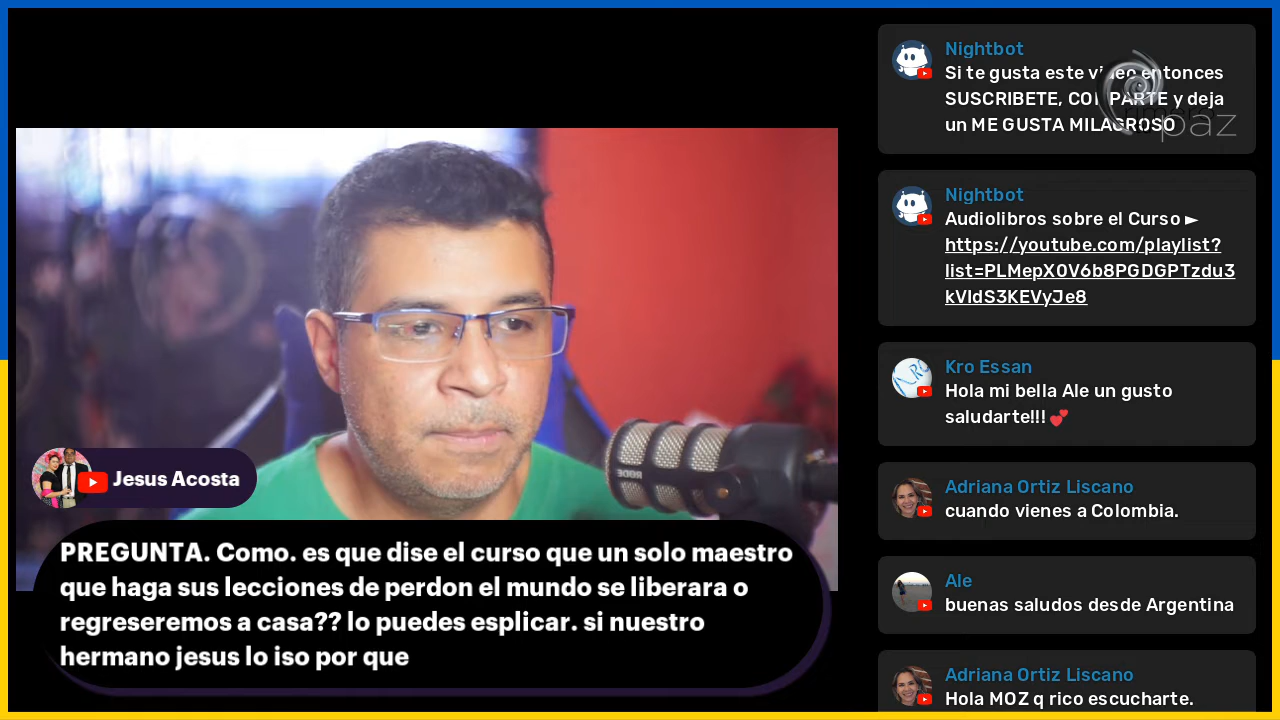 Nightbot
Si te gusta este video entonces
SUSCRIBETE, COMPARTE y deja
un ME GUSTA MILAGROSO
paz
Nightbot
Audiolibros sobre el Curso ►
https://youtube.com/playlist?
list=PLMepX0V6b8PGDGPTzdu3
kVIdS3KEVyJe8
Kro Essan
Hola mi bella Ale un gusto
saludarte!!! 💕
Adriana Ortiz Liscano
cuando vienes a Colombia.
Ale
buenas saludos desde Argentina
Adriana Ortiz Liscano
Hola MOZ q rico escucharte.
RODE
Jesus Acosta
PREGUNTA. Como. es que dise el curso que un solo maestro
que haga sus lecciones de perdon el mundo se liberara o
regreseremos a casa?? lo puedes esplicar. si nuestro
hermano jesus lo iso por que